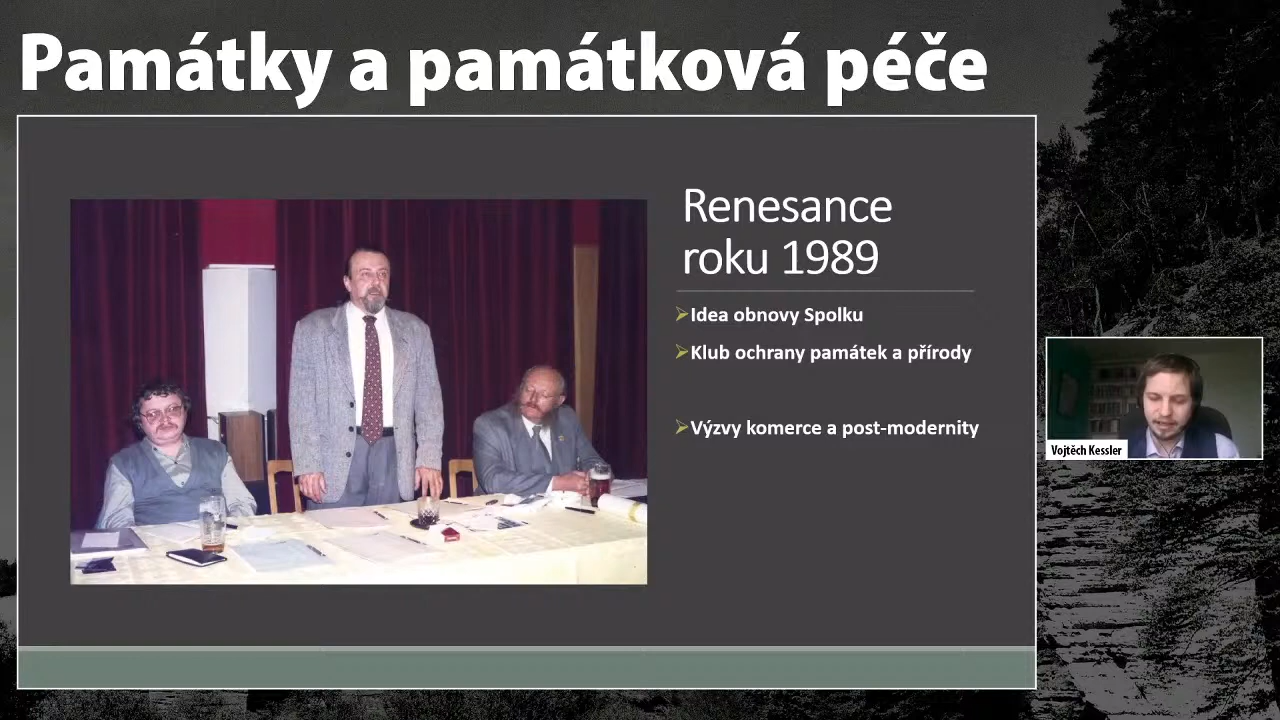 Památky a památková péče
Renesance
roku 1989
Idea obnovy Spolku
Klub ochrany památek a přírody
Výzvy komerce a post-modernity
Vojtěch Kessler